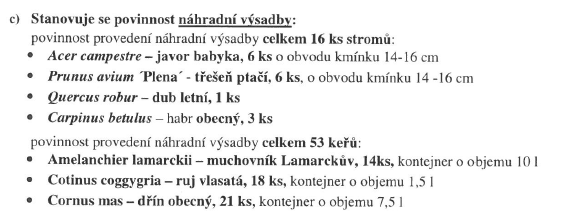 c) Stanovuje se povinnost náhradní výsadby:
povinnost provedení náhradní výsadby celkem 16 ks stromů:
• Acer campestre – javor babyka, 6 ks o obvodu kmínku 14-16 cm
• Prunus avium ´Plena´ - třešeň ptačí, 6 ks, o obvodu kmínku 14 -16 cm
• Quercus robur – dub letní, 1 ks
• Carpinus betulus – habr obecný, 3 ks
povinnost provedení náhradní výsadby celkem 53 keřů:
• Amelanchier lamarckii – muchovník Lamarckův, 14ks, kontejner o objemu 10 l
• Cotinus coggygria – ruj vlasatá, 18 ks, kontejner o objemu 1,5 l
• Cornus mas – dřín obecný, 21 ks, kontejner o objemu 7,5 l